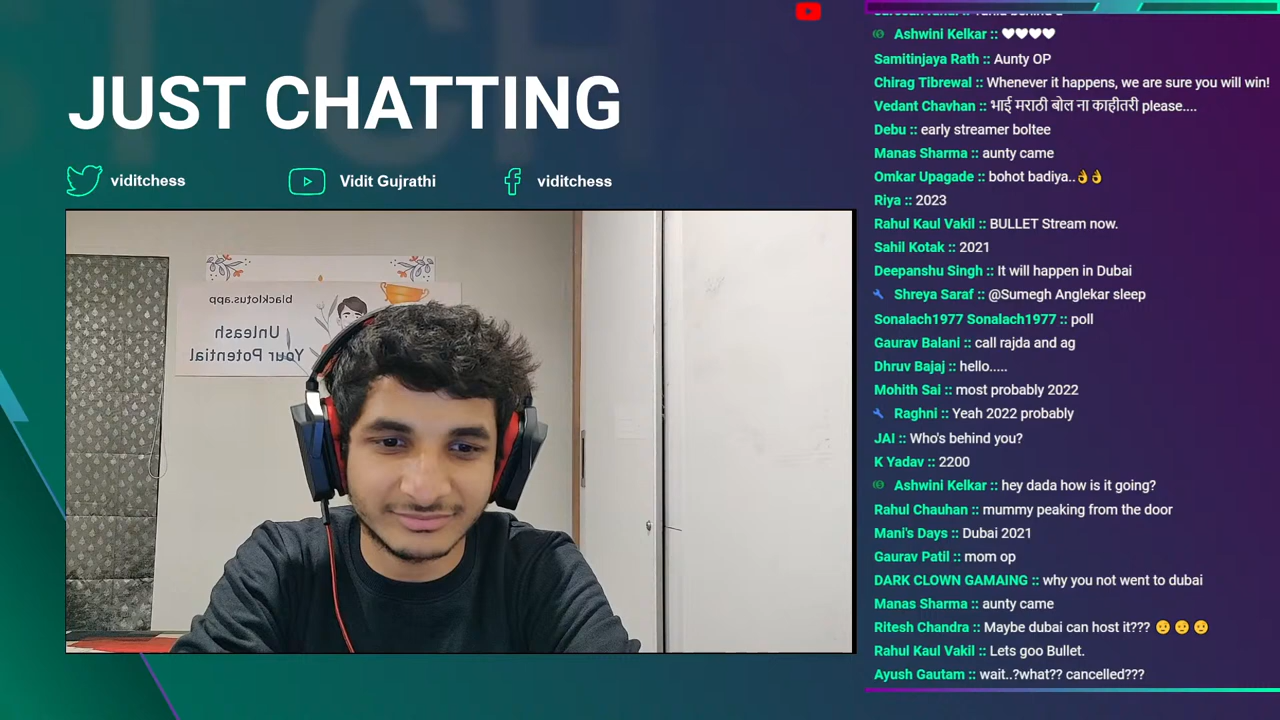 JUST CHATTING
viditchess
Vidit Gujrathi
viditchess
blacklotus.app
Unleash
Your Potential
Ashwini Kelkar :: 🤍🤍🤍🤍
Samitinjaya Rath :: Aunty OP
Chirag Tibrewal :: Whenever it happens, we are sure you will win!
Vedant Chavhan :: भाई मराठी बोल ना काहीतरी please....
Debu :: early streamer boltee
Manas Sharma :: aunty came
Omkar Upagade :: bohot badiya..👌👌
Riya :: 2023
Rahul Kaul Vakil :: BULLET Stream now.
Sahil Kotak :: 2021
Deepanshu Singh :: It will happen in Dubai
Shreya Saraf :: @Sumegh Anglekar sleep
Sonalach1977 Sonalach1977 :: poll
Gaurav Balani :: call rajda and ag
Dhruv Bajaj :: hello.....
Mohith Sai :: most probably 2022
Raghni :: Yeah 2022 probably
JAI :: Who's behind you?
K Yadav :: 2200
Ashwini Kelkar :: hey dada how is it going?
Rahul Chauhan :: mummy peaking from the door
Mani's Days :: Dubai 2021
Gaurav Patil :: mom op
DARK CLOWN GAMAING :: why you not went to dubai
Manas Sharma :: aunty came
Ritesh Chandra :: Maybe dubai can host it??? 😕😕😕
Rahul Kaul Vakil :: Lets goo Bullet.
Ayush Gautam :: wait..?what?? cancelled???